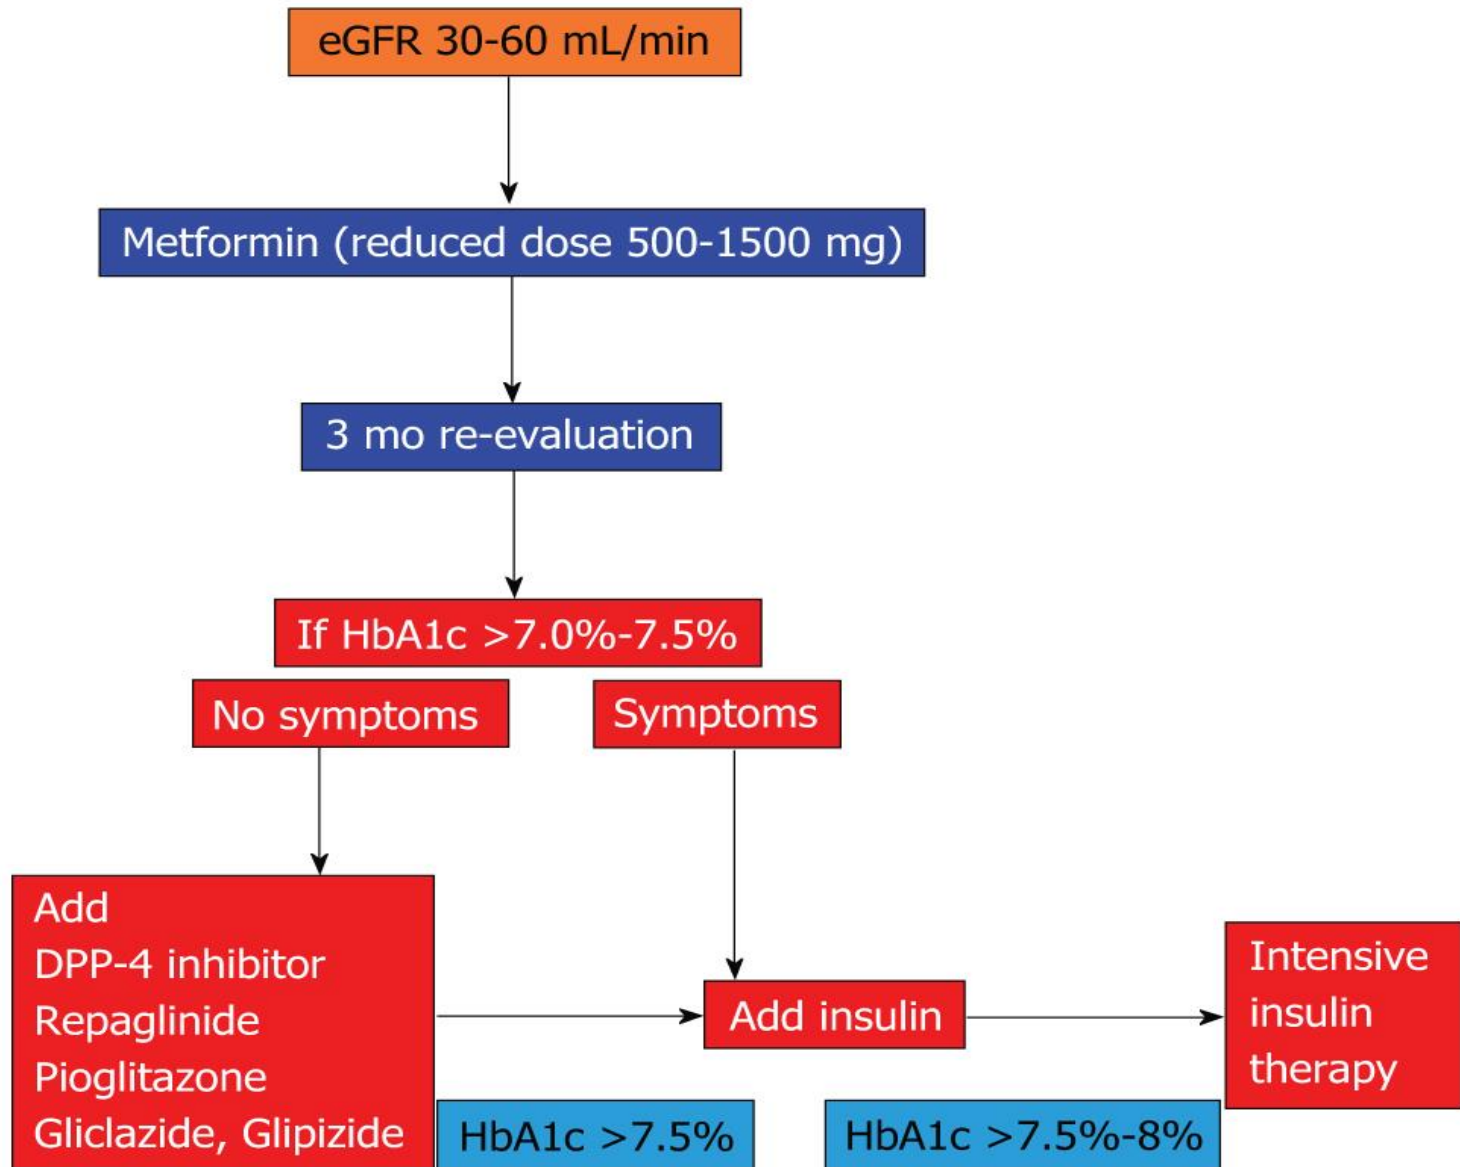 eGFR 30-60 mL/min
Metformin (reduced dose 500-1500 mg)
3 mo re-evaluation
If HbA1c >7.0%-7.5%
No symptoms
Symptoms
Add
DPP-4 inhibitor
Repaglinide
Pioglitazone
Gliclazide, Glipizide
HbA1c >7.5%
Add insulin
HbA1c >7.5%-8%
Intensive
insulin
therapy